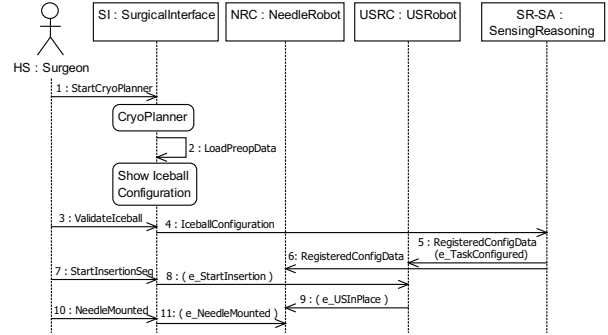 SI : SurgicalInterface NRC : NeedleRobot USRC : USRobot SR-SA :
SensingReasoning
HS : Surgeon
1 : StartCryoPlanner
CryoPlanner
2 : LoadPreopData
Show Iceball
Configuration
3 : ValidateIceball
4 : IceballConfiguration
5 : RegisteredConfigData
(e_TaskConfigured)
6: RegisteredConfigData
7 : StartInsertionSeq
8 : ( e_StartInsertion )
9 : ( e_USInPlace )
10 : NeedleMounted
11: ( e_NeedleMounted )